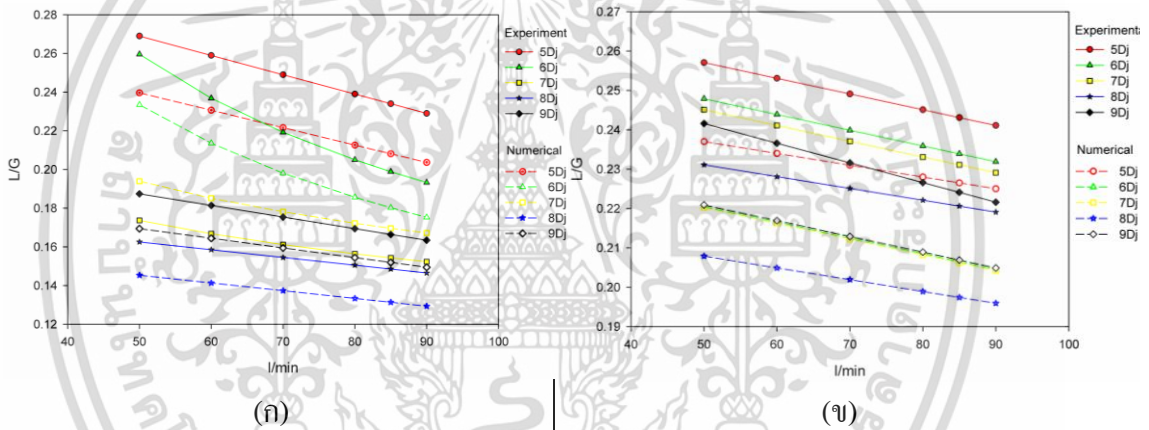 0.28
0.26
0.24
0.22
0.20
0.18
0.16
0.14
0.12
L/G
40
50
60
70
80
90
100
l/min
Experiment
5Dj
6Dj
7Dj
8Dj
9Dj
Numerical
5Dj
6Dj
7Dj
8Dj
9Dj
(ก)
0.27
0.26
0.25
0.24
0.23
0.22
0.21
0.20
0.19
L/G
40
50
60
70
80
90
100
l/min
Experimenta
5Dj
6Dj
7Dj
8Dj
9Dj
Numerical
5Dj
6Dj
7Dj
8Dj
9Dj
(ข)